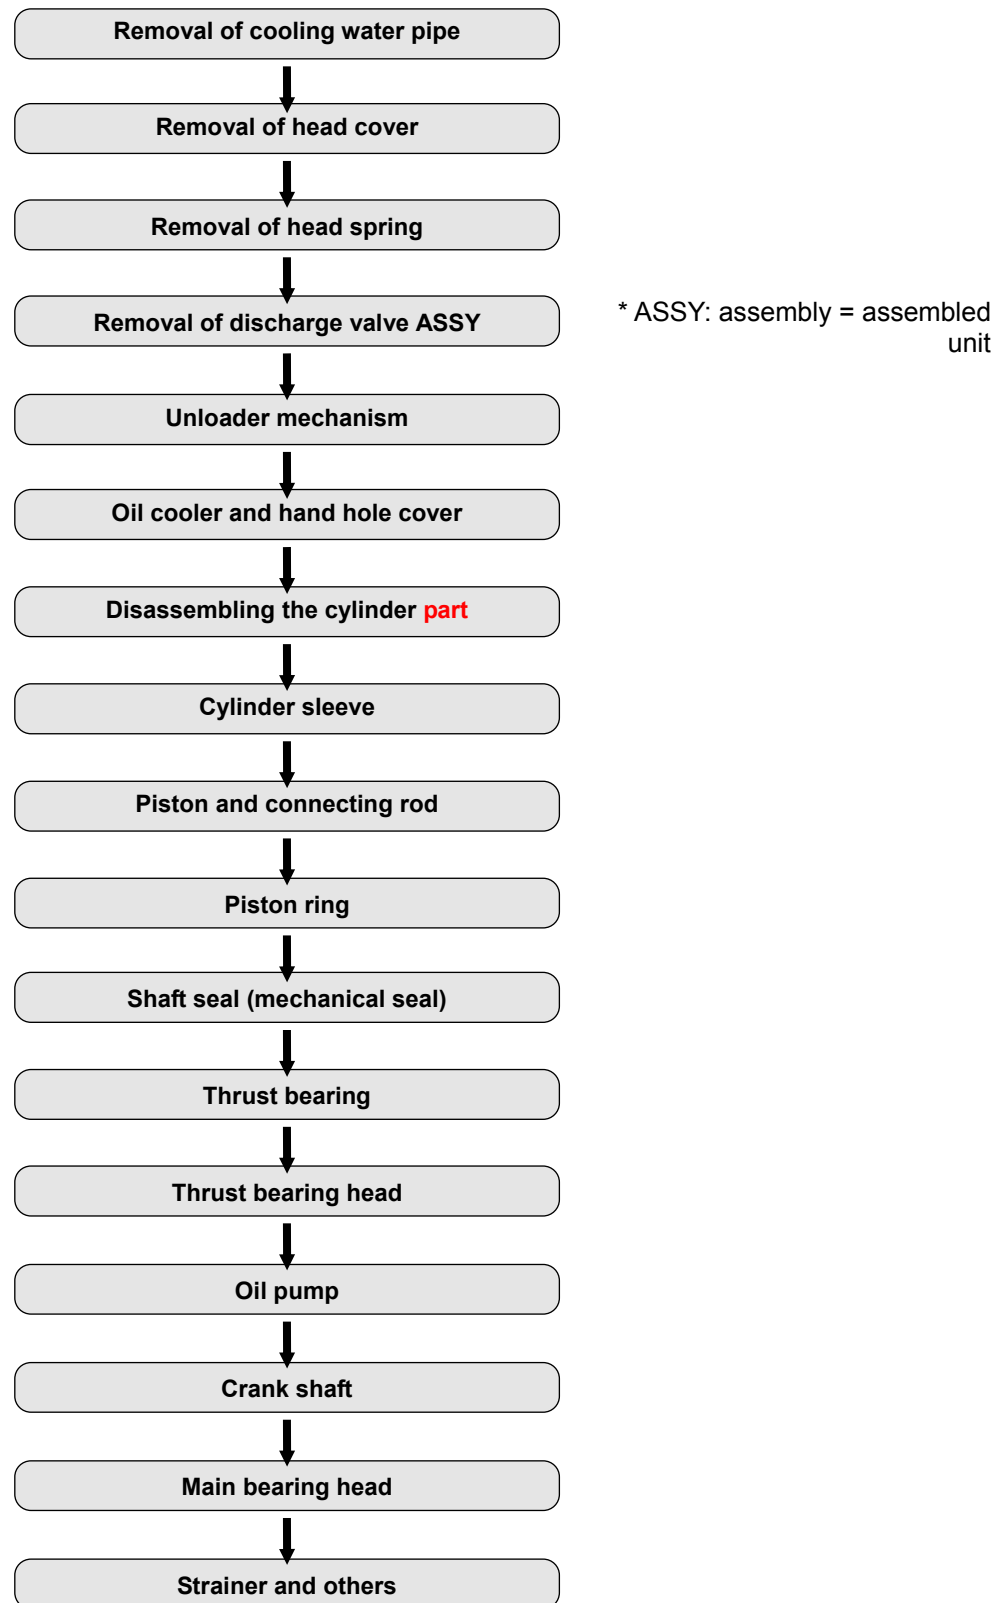 Removal of cooling water pipe
Removal of head cover
Removal of head spring
Removal of discharge valve ASSY
* ASSY: assembly = assembled
unit
Unloader mechanism
Oil cooler and hand hole cover
Disassembling the cylinder part
Cylinder sleeve
Piston and connecting rod
Piston ring
Shaft seal (mechanical seal)
Thrust bearing
Thrust bearing head
Oil pump
Crank shaft
Main bearing head
Strainer and others